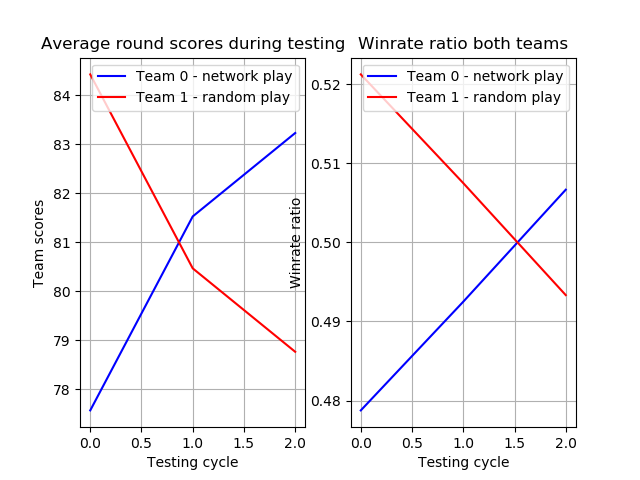 Average round scores during testing
Team 0 - network play
Team 1 - random play
84
83
82
81
80
79
78
Team scores
0.0 0.5 1.0 1.5 2.0
Testing cycle
Winrate ratio both teams
Team 0 - network play
Team 1 - random play
0.52
0.51
0.50
0.49
0.48
Winrate ratio
0.0 0.5 1.0 1.5 2.0
Testing cycle